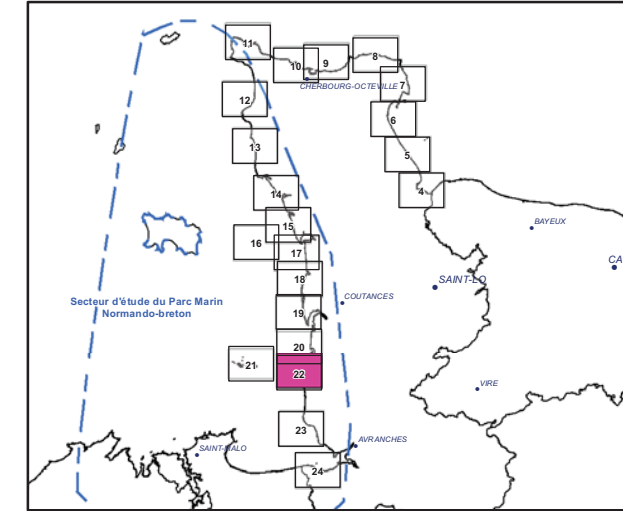 11
10
9
8
CHERBOURG-OCTEVILLE
7
12
6
13
5
4
14
15
BAYEUX
16
17
CA
18
SAINT-LO
Secteur d'étude du Parc Marin
Normando-breton
COUTANCES
19
20
21
22
VIRE
23
AVRANCHES
SAINT-MALO
24